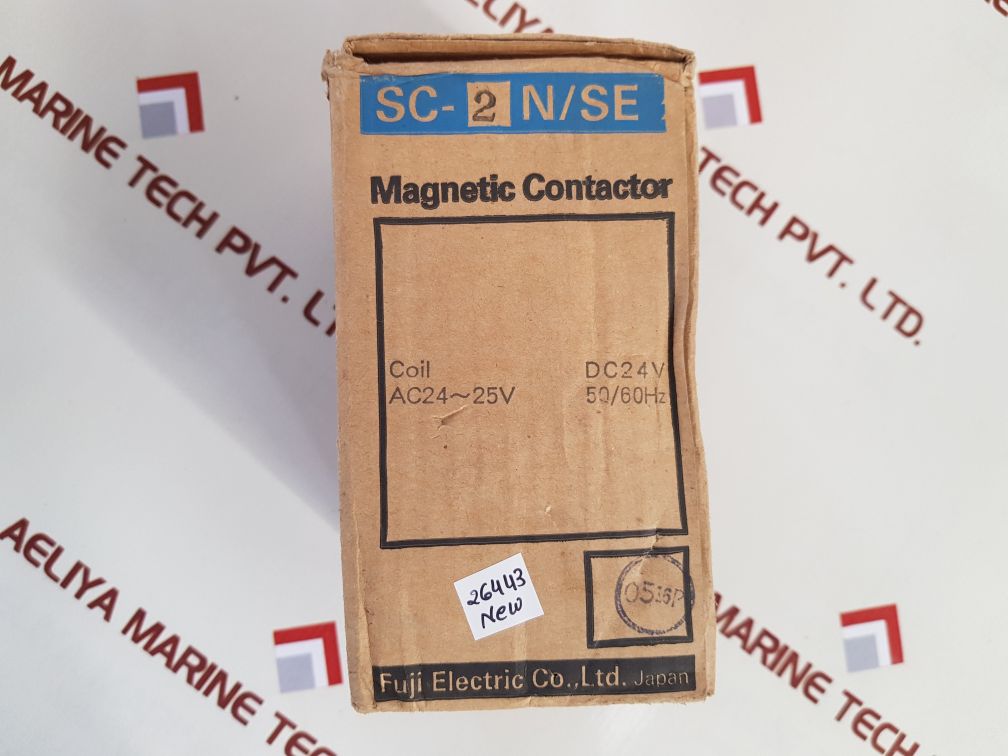 SC-2 N/SE
Magnetic Contactor
Coil DC24V
AC24~25V 50/60Hz
26443
New
0516P
Fuji Electric Co.,Ltd. Japan
MARINE TECH PVT. LTD.
TECH PVT. LTD.
AELIYA MARINE TECH
MARINE TECH
AELIYA